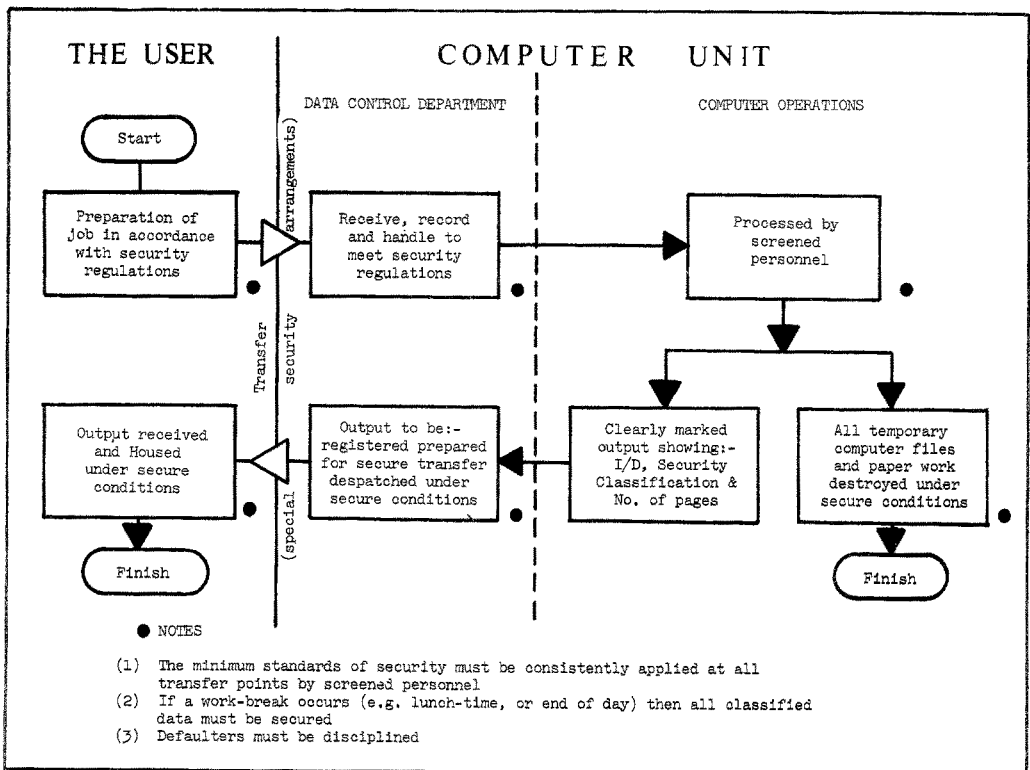 THE USER
COMPUTER UNIT
DATA CONTROL DEPARTMENT
COMPUTER OPERATIONS
Start
Preparation of
job in accordance
with security
regulations
Transfer security
(special arrangements)
Receive, record
and handle to
meet security
regulations
Processed by
screened
personnel
Output received
and Housed
under secure
conditions
Output to be:-
registered prepared
for secure transfer
despatched under
secure conditions
Clearly marked
output showing:-
I/D, Security
Classification &
No. of pages
All temporary
computer files
and paper work
destroyed under
secure conditions
Finish
Finish
● NOTES
(1) The minimum standards of security must be consistently applied at all
transfer points by screened personnel
(2) If a work-break occurs (e.g. lunch-time, or end of day) then all classified
data must be secured
(3) Defaulters must be disciplined